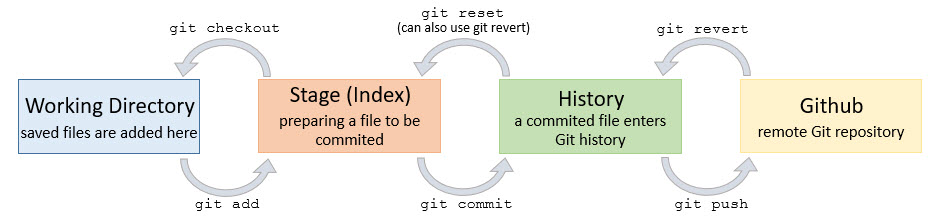 git checkout
git reset
(can also use git revert)
git revert
Working Directory
saved files are added here
Stage (Index)
preparing a file to be
commited
History
a commited file enters
Git history
Github
remote Git repository
git add
git commit
git push